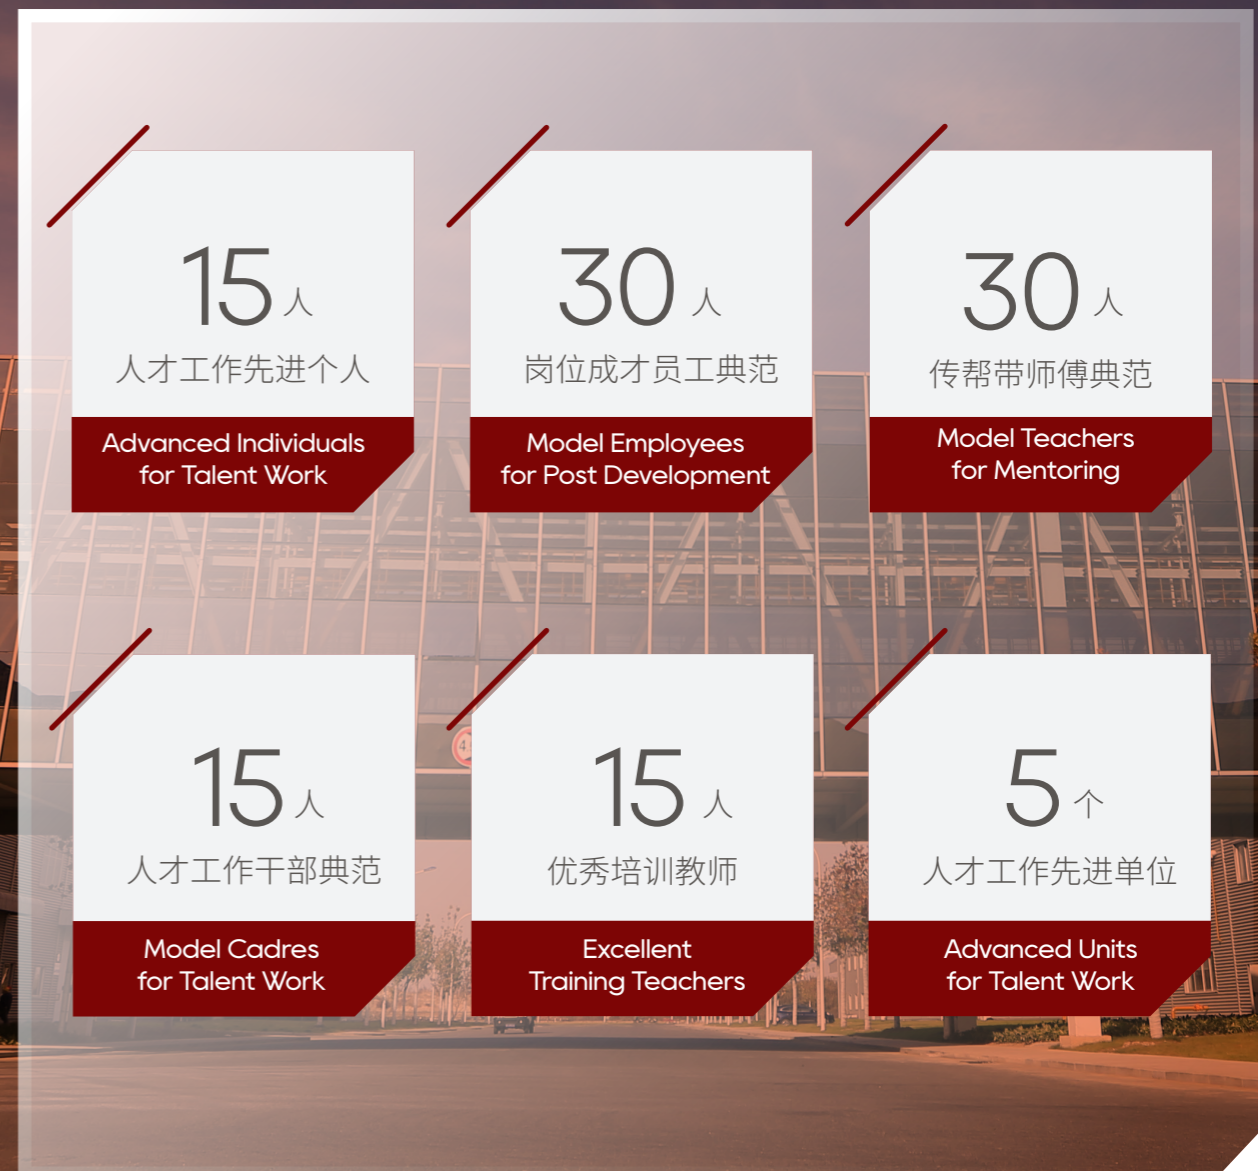 15 人
人才工作先进个人
Advanced Individuals
for Talent Work
30 人
岗位成才员工典范
Model Employees
for Post Development
30 人
传帮带师傅典范
Model Teachers
for Mentoring
15 人
人才工作干部典范
Model Cadres
for Talent Work
15 人
优秀培训教师
Excellent
Training Teachers
5 个
人才工作先进单位
Advanced Units
for Talent Work